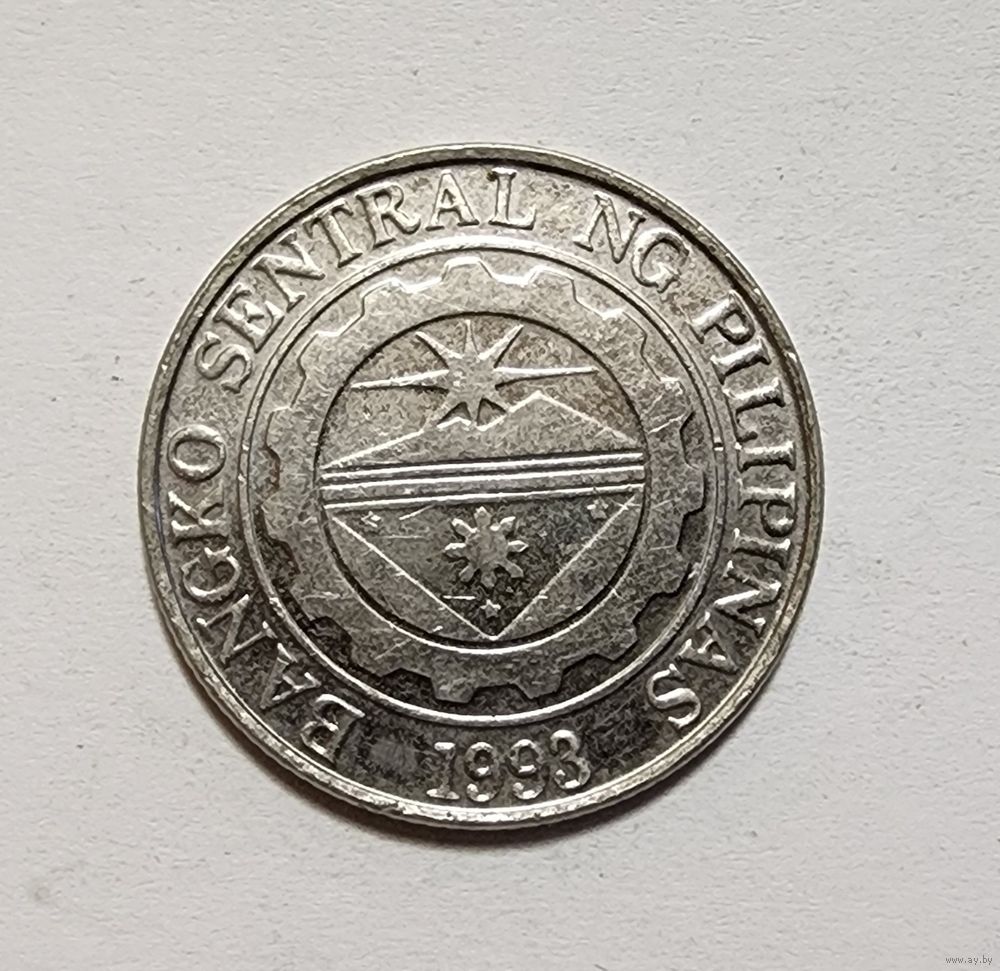 BANGKO SENTRAL NG PILIPINAS
1993
www.ay.by